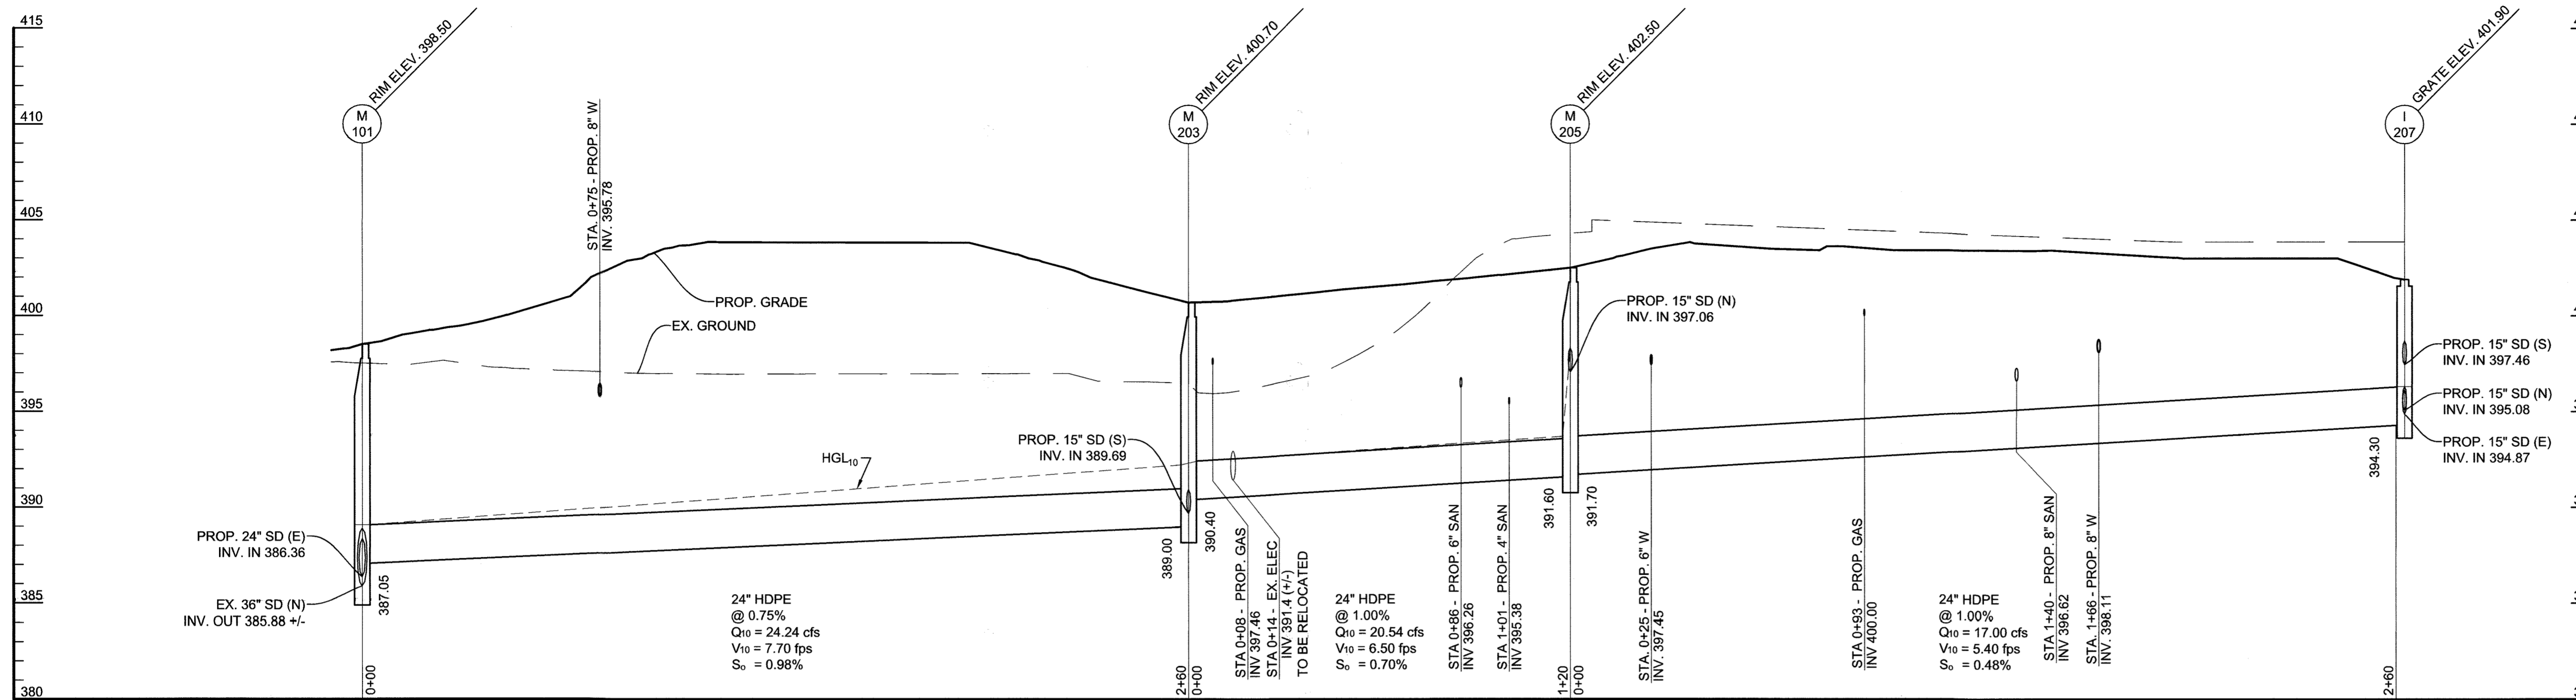 415
410
405
400
395
390
385
380
M
101
RIM ELEV. 398.50
M
203
RIM ELEV. 400.70
M
205
RIM ELEV. 402.50
I
207
GRATE ELEV. 401.90
STA. 0+75 - PROP. 8" W
INV. 395.78
PROP. GRADE
EX. GROUND
HGL10
PROP. 15" SD (S)
INV. IN 389.69
PROP. 15" SD (N)
INV. IN 397.06
PROP. 15" SD (S)
INV. IN 397.46
PROP. 15" SD (N)
INV. IN 395.08
PROP. 15" SD (E)
INV. IN 394.87
PROP. 24" SD (E)
INV. IN 386.36
EX. 36" SD (N)
INV. OUT 385.88 +/-
387.05
24" HDPE
@ 0.75%
Q10 = 24.24 cfs
V10 = 7.70 fps
So = 0.98%
389.00
390.40
STA 0+08 - PROP. GAS
INV 397.46
STA 0+14 - EX. ELEC
INV 391.4 (+/-)
TO BE RELOCATED
24" HDPE
@ 1.00%
Q10 = 20.54 cfs
V10 = 6.50 fps
So = 0.70%
STA 0+86 - PROP. 6" SAN
INV 396.26
STA 1+01 - PROP. 4" SAN
INV 395.38
391.60
391.70
STA. 0+25 - PROP. 6" W
INV. 397.45
STA 0+93 - PROP. GAS
INV 400.00
24" HDPE
@ 1.00%
Q10 = 17.00 cfs
V10 = 5.40 fps
So = 0.48%
STA 1+40 - PROP. 8" SAN
INV 396.62
STA. 1+66 - PROP. 8" W
INV. 398.11
394.30
0+00
2+60
0+00
1+20
0+00
2+60